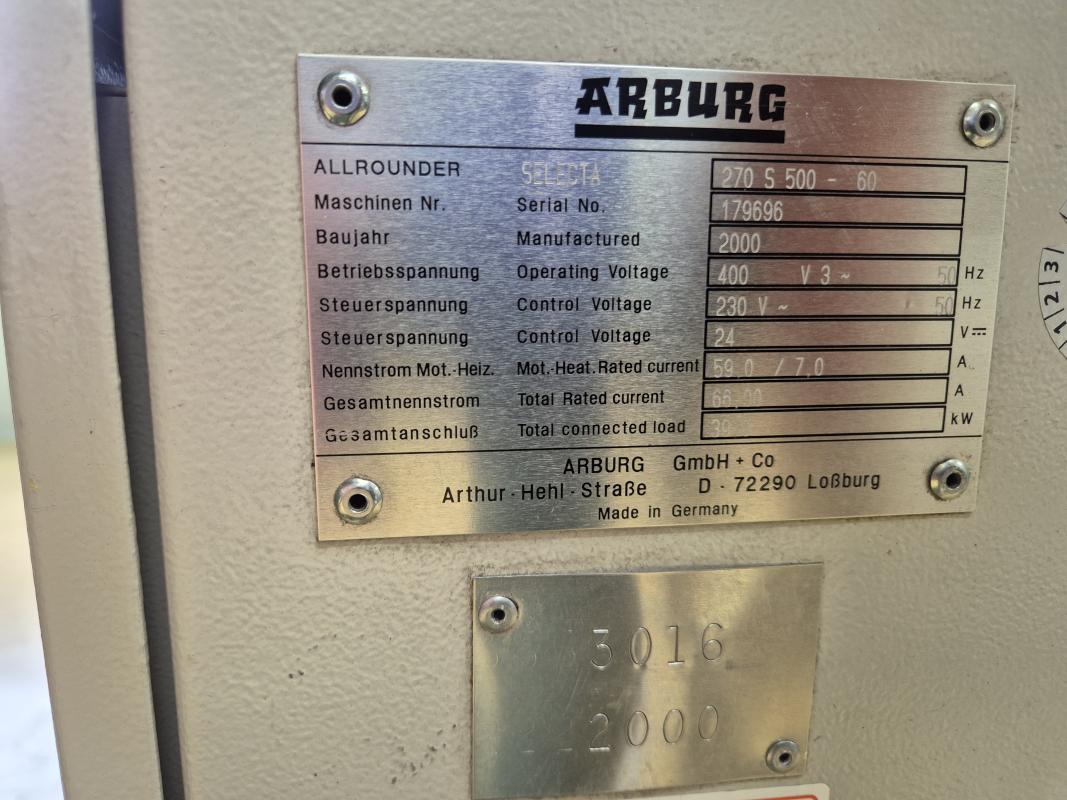 ARBURG
ALLROUNDER SELECTA 270 S 500 - 60
Maschinen Nr. Serial No. 179696
Baujahr Manufactured 2000
Betriebsspannung Operating Voltage 400 V 3 ~ 50 Hz
Steuerspannung Control Voltage 230 V ~ 50 Hz
Steuerspannung Control Voltage 24 V⎓
Nennstrom Mot.-Heiz. Mot.-Heat. Rated current 59,0 / 7,0 A
Gesamtnennstrom Total Rated current 66,00 A
Gesamtanschluß Total connected load kW
ARBURG GmbH + Co
Arthur - Hehl - Straße D - 72290 Loßburg
Made in Germany
1 2 3
3016
2000